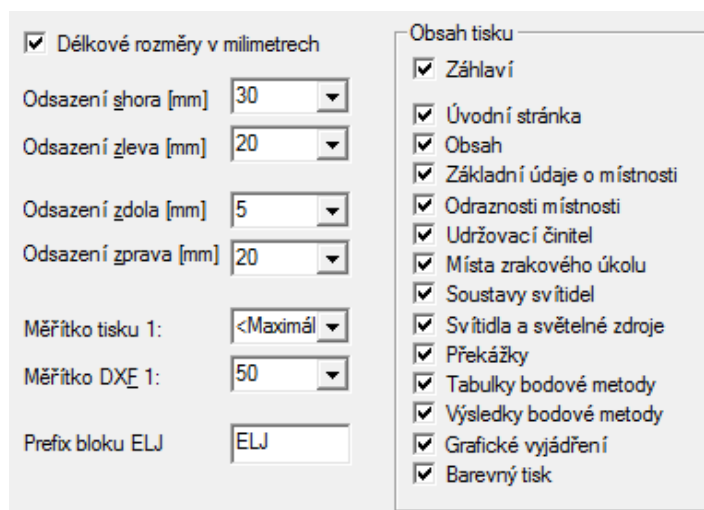 Délkové rozměry v milimetrech
Odsazení shora [mm] 30
Odsazení zleva [mm] 20
Odsazení zdola [mm] 5
Odsazení zprava [mm] 20
Měřítko tisku 1: <Maximál
Měřítko DXF 1: 50
Prefix bloku ELJ ELJ
Obsah tisku
Záhlaví
Úvodní stránka
Obsah
Základní údaje o místnosti
Odraznosti místnosti
Udržovací činitel
Místa zrakového úkolu
Soustavy svítidel
Svítidla a světelné zdroje
Překážky
Tabulky bodové metody
Výsledky bodové metody
Grafické vyjádření
Barevný tisk